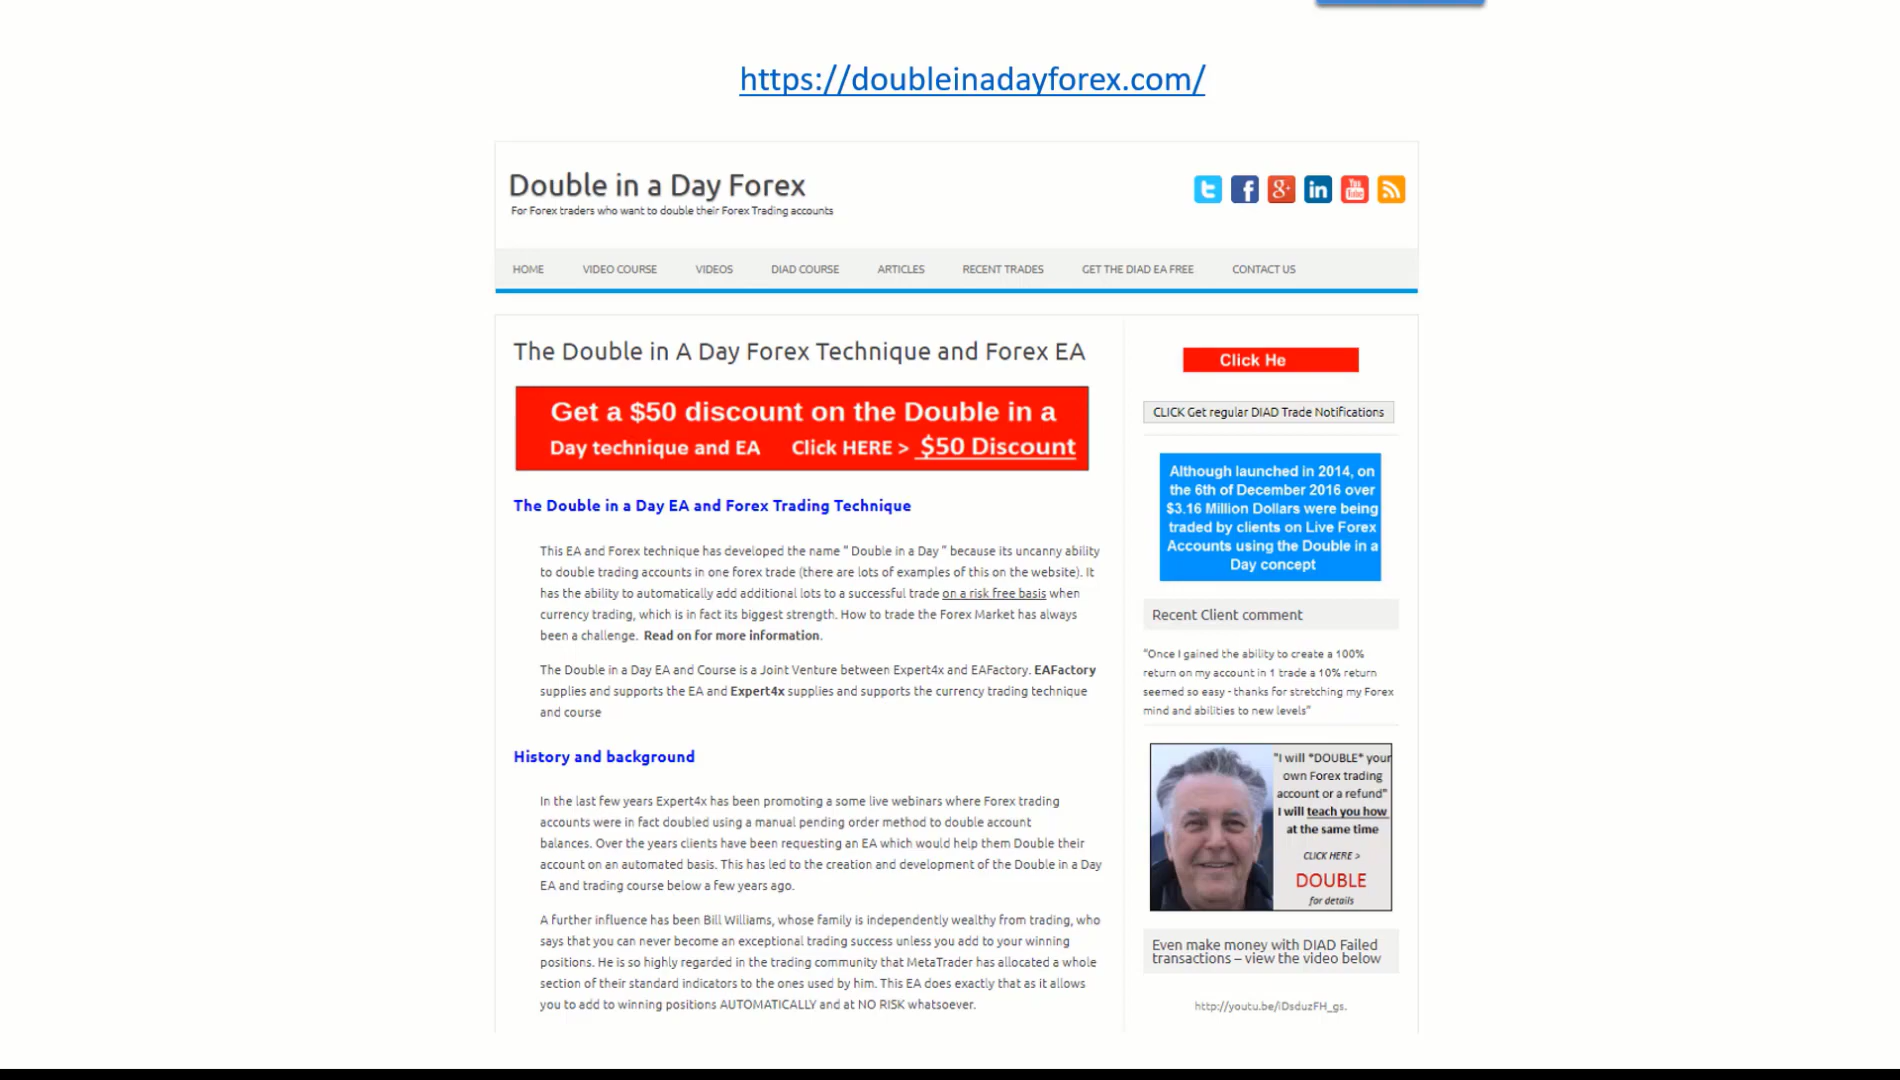 https://doubleinadayforex.com/
Double in a Day Forex
For Forex traders who want to double their Forex Trading accounts
HOME VIDEO COURSE VIDEOS DIAD COURSE ARTICLES RECENT TRADES GET THE DIAD EA FREE CONTACT US
The Double in A Day Forex Technique and Forex EA
Get a $50 discount on the Double in a
Day technique and EA Click HERE > $50 Discount
The Double in a Day EA and Forex Trading Technique
This EA and Forex technique has developed the name " Double in a Day " because its uncanny ability
to double trading accounts in one forex trade (there are lots of examples of this on the website). It
has the ability to automatically add additional lots to a successful trade on a risk free basis when
currency trading, which is in fact its biggest strength. How to trade the Forex Market has always
been a challenge. Read on for more information.
The Double in a Day EA and Course is a Joint Venture between Expert4x and EAFactory. EAFactory
supplies and supports the EA and Expert4x supplies and supports the currency trading technique
and course
History and background
In the last few years Expert4x has been promoting a some live webinars where Forex trading
accounts were in fact doubled using a manual pending order method to double account
balances. Over the years clients have been requesting an EA which would help them Double their
account on an automated basis. This has led to the creation and development of the Double in a Day
EA and trading course below a few years ago.
A further influence has been Bill Williams, whose family is independently wealthy from trading, who
says that you can never become an exceptional trading success unless you add to your winning
positions. He is so highly regarded in the trading community that MetaTrader has allocated a whole
section of their standard indicators to the ones used by him. This EA does exactly that as it allows
you to add to winning positions AUTOMATICALLY and at NO RISK whatsoever.
Click He
CLICK Get regular DIAD Trade Notifications
Although launched in 2014, on
the 6th of December 2016 over
$3.16 Million Dollars were being
traded by clients on Live Forex
Accounts using the Double in a
Day concept
Recent Client comment
"Once I gained the ability to create a 100%
return on my account in 1 trade a 10% return
seemed so easy - thanks for stretching my Forex
mind and abilities to new levels"
"I will *DOUBLE* your
own Forex trading
account or a refund"
I will teach you how
at the same time
CLICK HERE >
DOUBLE
for details
Even make money with DIAD Failed
transactions – view the video below
http://youtu.be/iDsduzFH_gs.